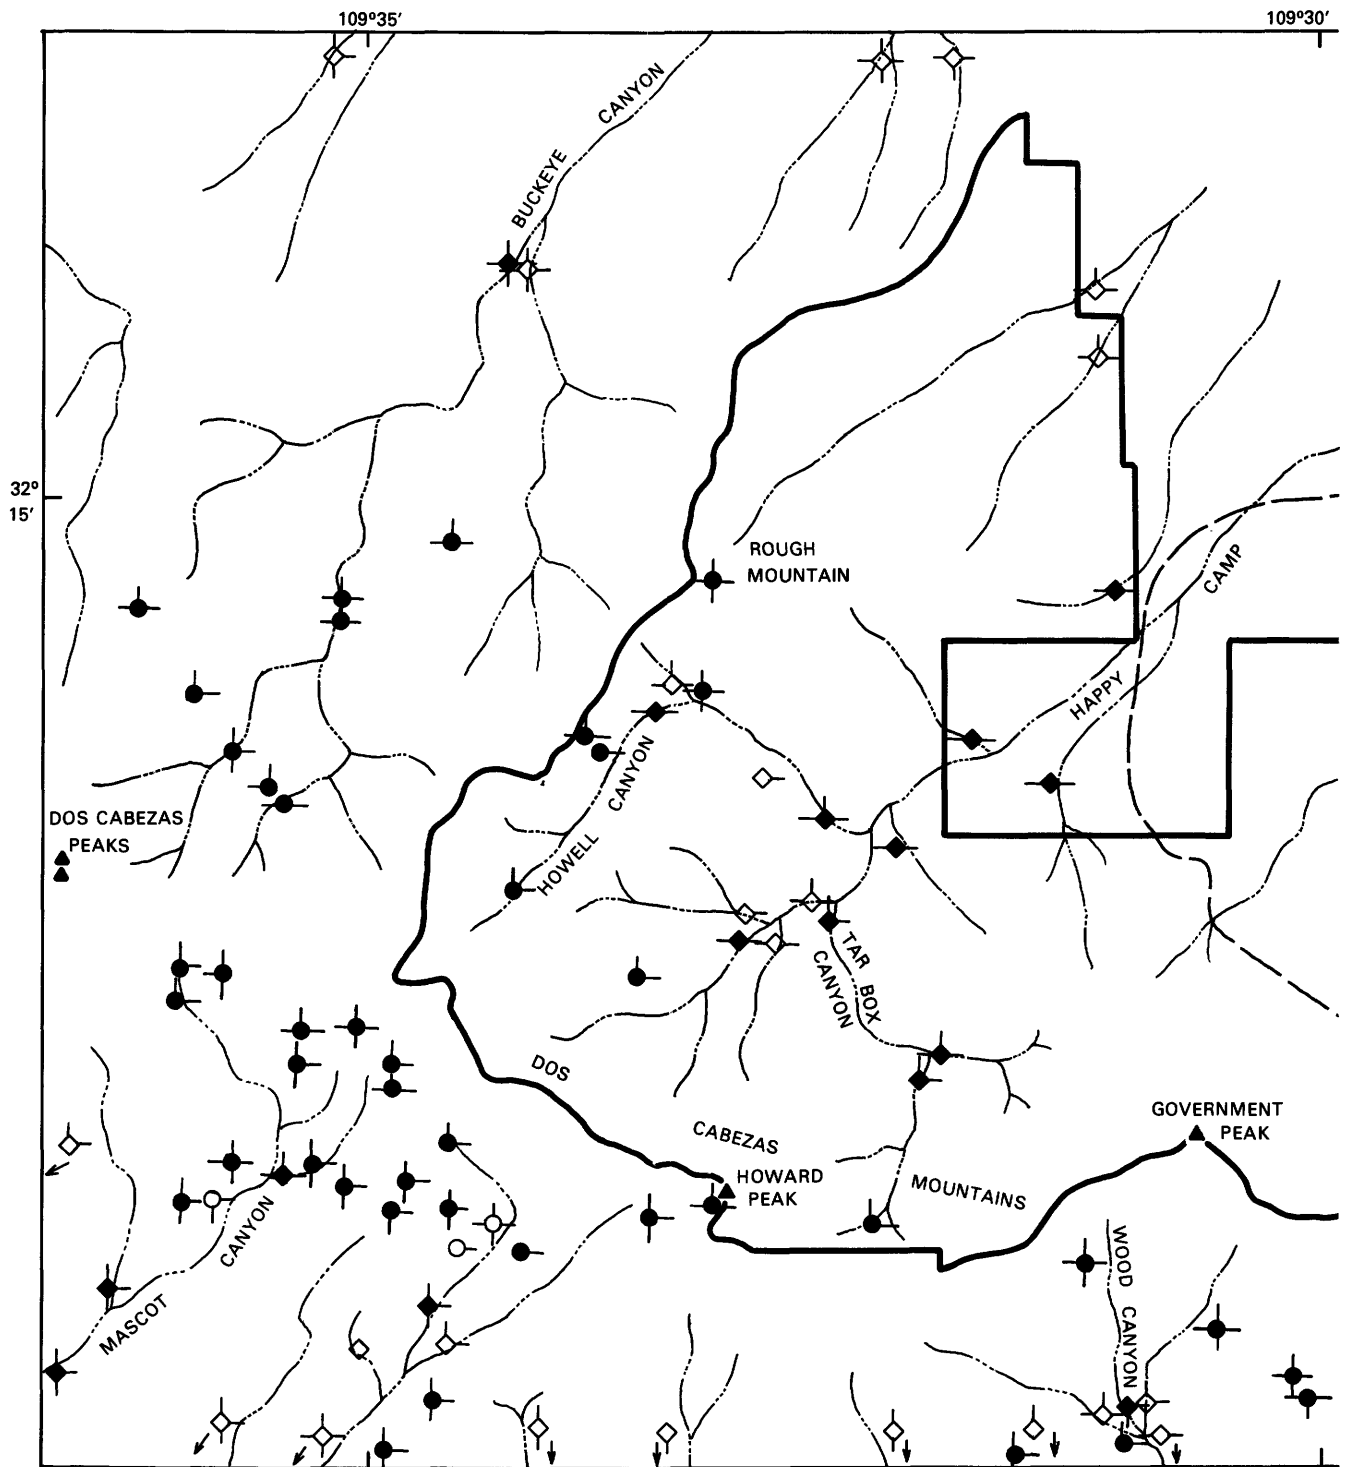 109°35′
109°30′
BUCKEYE CANYON
32°
15′
ROUGH
MOUNTAIN
HAPPY CAMP
DOS CABEZAS
PEAKS
HOWELL CANYON
TAR BOX
CANYON
DOS CABEZAS MOUNTAINS
GOVERNMENT
PEAK
HOWARD
PEAK
MASCOT CANYON
WOOD CANYON